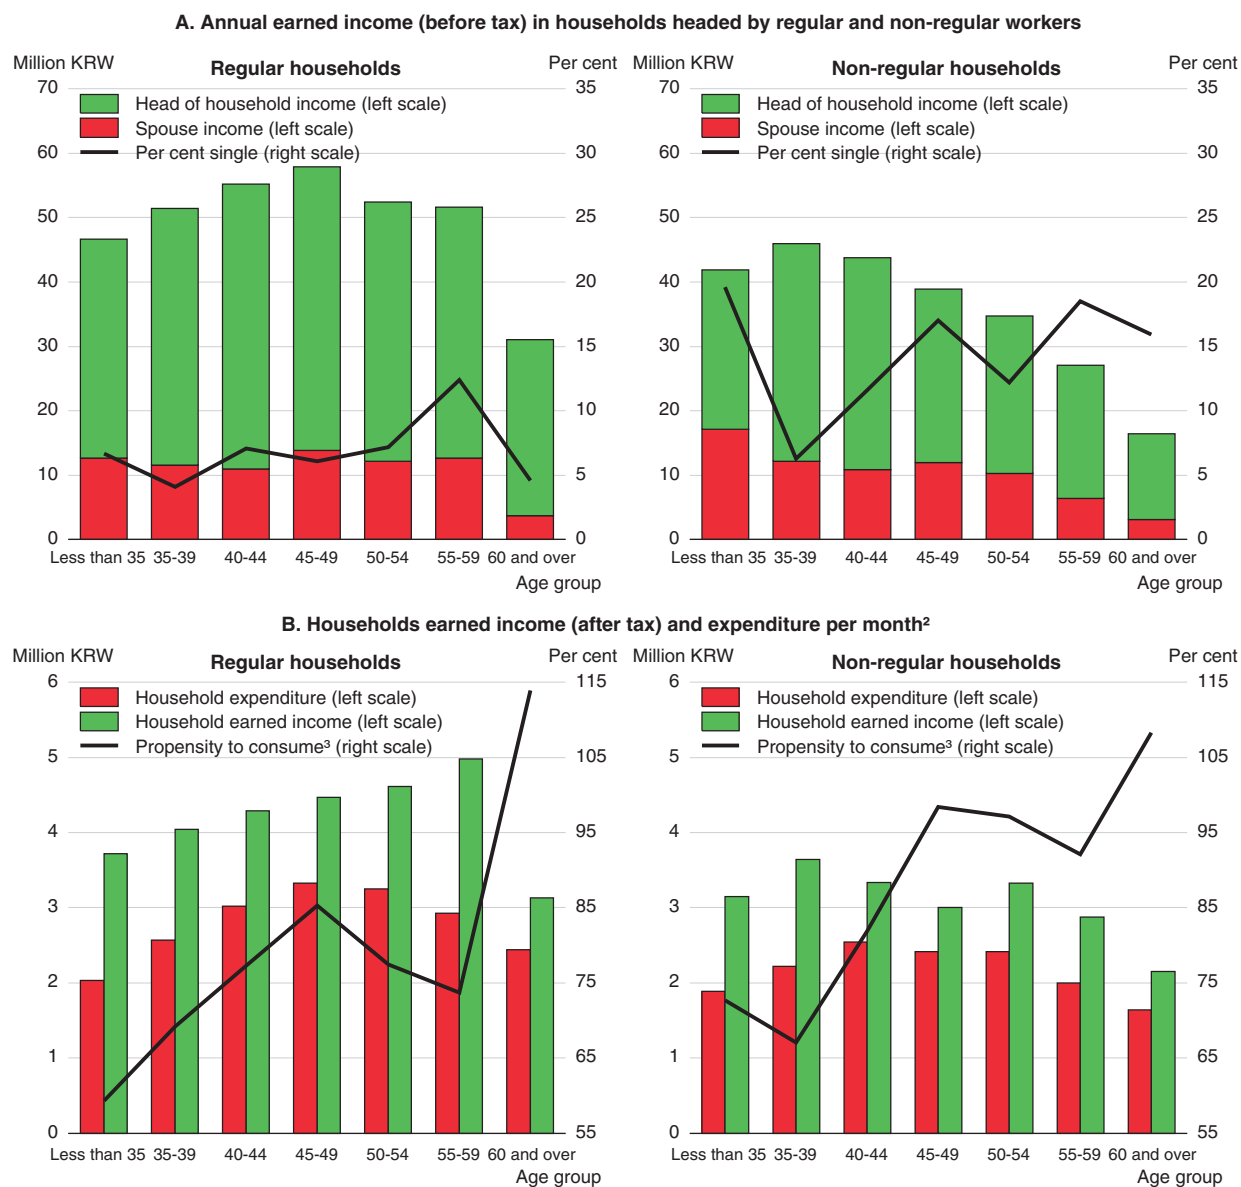 A. Annual earned income (before tax) in households headed by regular and non-regular workers
Million KRW
Regular households
Per cent
70
60
50
40
30
20
10
0
35
30
25
20
15
10
5
0
Head of household income (left scale)
Spouse income (left scale)
Per cent single (right scale)
Less than 35 35-39 40-44 45-49 50-54 55-59 60 and over
Age group
Million KRW
Non-regular households
Per cent
70
60
50
40
30
20
10
0
35
30
25
20
15
10
5
0
Head of household income (left scale)
Spouse income (left scale)
Per cent single (right scale)
Less than 35 35-39 40-44 45-49 50-54 55-59 60 and over
Age group
B. Households earned income (after tax) and expenditure per month²
Million KRW
Regular households
Per cent
6
5
4
3
2
1
0
115
105
95
85
75
65
55
Household expenditure (left scale)
Household earned income (left scale)
Propensity to consume³ (right scale)
Less than 35 35-39 40-44 45-49 50-54 55-59 60 and over
Age group
Million KRW
Non-regular households
Per cent
6
5
4
3
2
1
0
115
105
95
85
75
65
55
Household expenditure (left scale)
Household earned income (left scale)
Propensity to consume³ (right scale)
Less than 35 35-39 40-44 45-49 50-54 55-59 60 and over
Age group